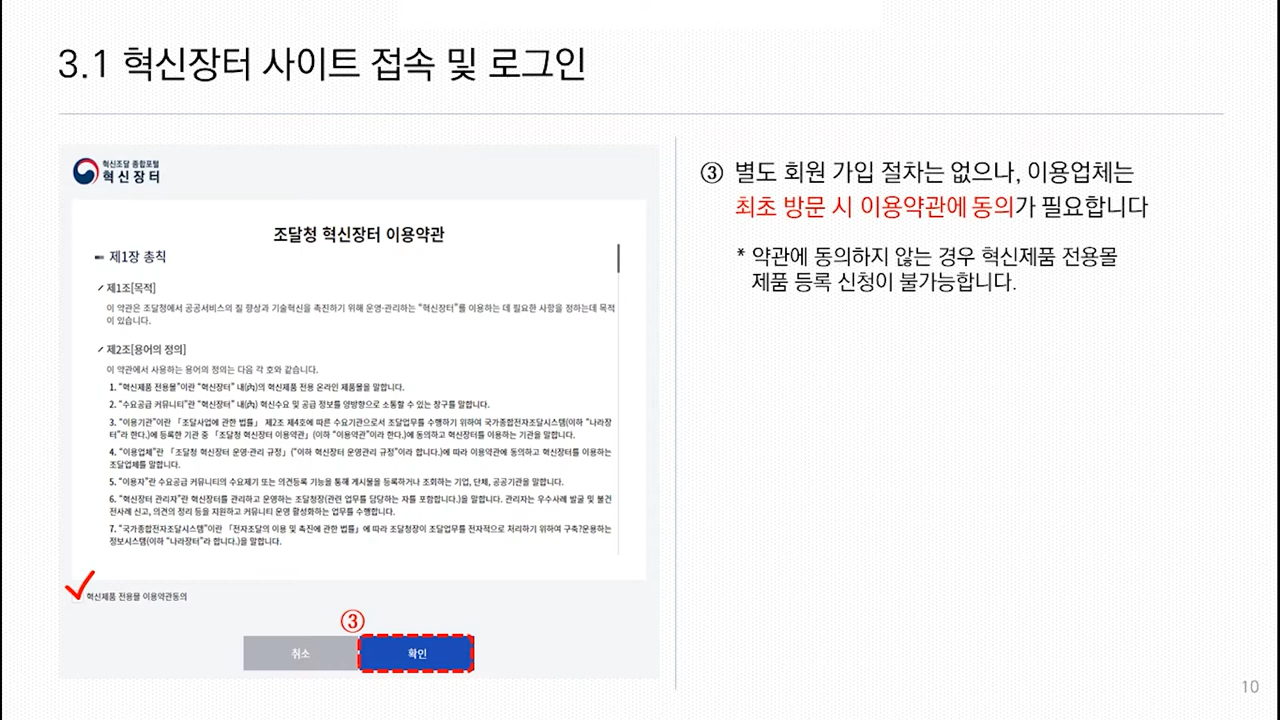 3.1 혁신장터 사이트 접속 및 로그인
혁신조달 종합포털
혁신장터
조달청 혁신장터 이용약관
제1장 총칙
제1조[목적]
이 약관은 조달청에서 공공서비스의 질 향상과 기술혁신을 촉진하기 위해 운영·관리하는 “혁신장터”를 이용하는 데 필요한 사항을 정하는데 목적
이 있습니다.
제2조[용어의 정의]
이 약관에서 사용하는 용어의 정의는 다음 각 호와 같습니다.
1. “혁신제품 전용몰”이란 “혁신장터” 내(內)의 혁신제품 전용 온라인 제품몰을 말합니다.
2. “수요공급 커뮤니티”란 “혁신장터” 내(內) 혁신수요 및 공급 정보를 양방향으로 소통할 수 있는 창구를 말합니다.
3. “이용기관”이란 「조달사업에 관한 법률」 제2조 제4호에 따른 수요기관으로서 조달업무를 수행하기 위하여 국가종합전자조달시스템(이하 “나라장
터”라 한다.)에 등록한 기관 중 「조달청 혁신장터 이용약관」(이하 “이용약관”이라 한다.)에 동의하고 혁신장터를 이용하는 기관을 말합니다.
4. “이용업체”란 「조달청 혁신장터 운영·관리 규정」(“이하 혁신장터 운영관리 규정”이라 합니다.)에 따라 이용약관에 동의하고 혁신장터를 이용하는
조달업체를 말합니다.
5. “이용자”란 수요공급 커뮤니티의 수요제기 또는 의견등록 기능을 통해 게시물을 등록하거나 조회하는 기업, 단체, 공공기관을 말합니다.
6. “혁신장터 관리자”란 혁신장터를 관리하고 운영하는 조달청장(관련 업무를 담당하는 자를 포함합니다.)을 말합니다. 관리자는 우수사례 발굴 및 불건
전사례 신고, 의견의 정리 등을 지원하고 커뮤니티 운영 활성화하는 업무를 수행합니다.
7. “국가종합전자조달시스템”이란 「전자조달의 이용 및 촉진에 관한 법률」에 따라 조달청장이 조달업무를 전자적으로 처리하기 위하여 구축?운용하는
정보시스템(이하 “나라장터”라 합니다.)을 말합니다.
혁신제품 전용몰 이용약관동의
③
취소
확인
③ 별도 회원 가입 절차는 없으나, 이용업체는
최초 방문 시 이용약관에 동의가 필요합니다
* 약관에 동의하지 않는 경우 혁신제품 전용몰
제품 등록 신청이 불가능합니다.
10